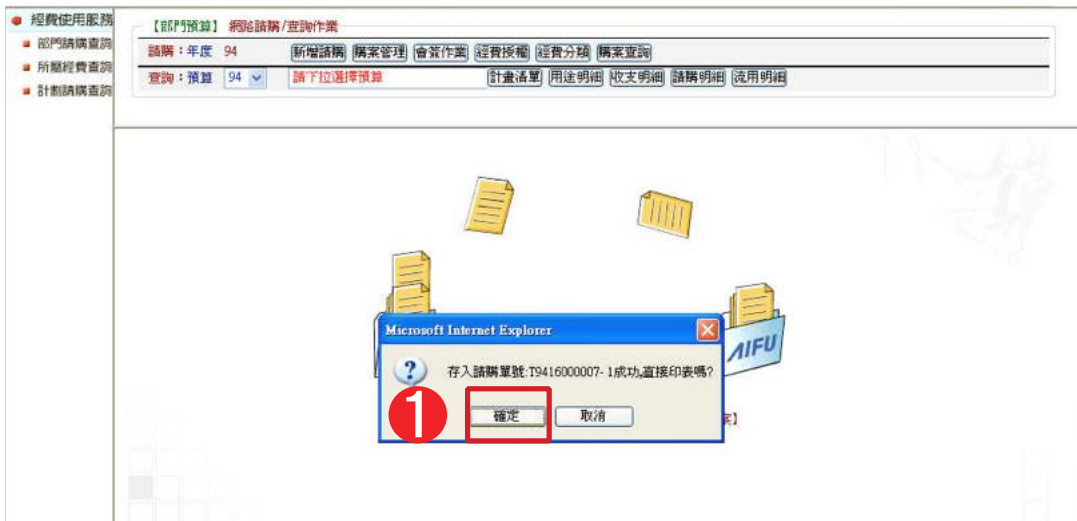 經費使用服務
部門請購查詢
所屬經費查詢
計劃請購查詢
【部門預算】 網路請購/查詢作業
請購：年度 94 新增請購 購案管理 會簽作業 經費授權 經費分類 購案查詢
查詢：預算 94 請下拉選擇預算 計畫清單 用途明細 收支明細 請購明細 流用明細
AIFU
Microsoft Internet Explorer
存入請購單號:T9416000007- 1成功,直接印表嗎?
1
確定 取消
案】